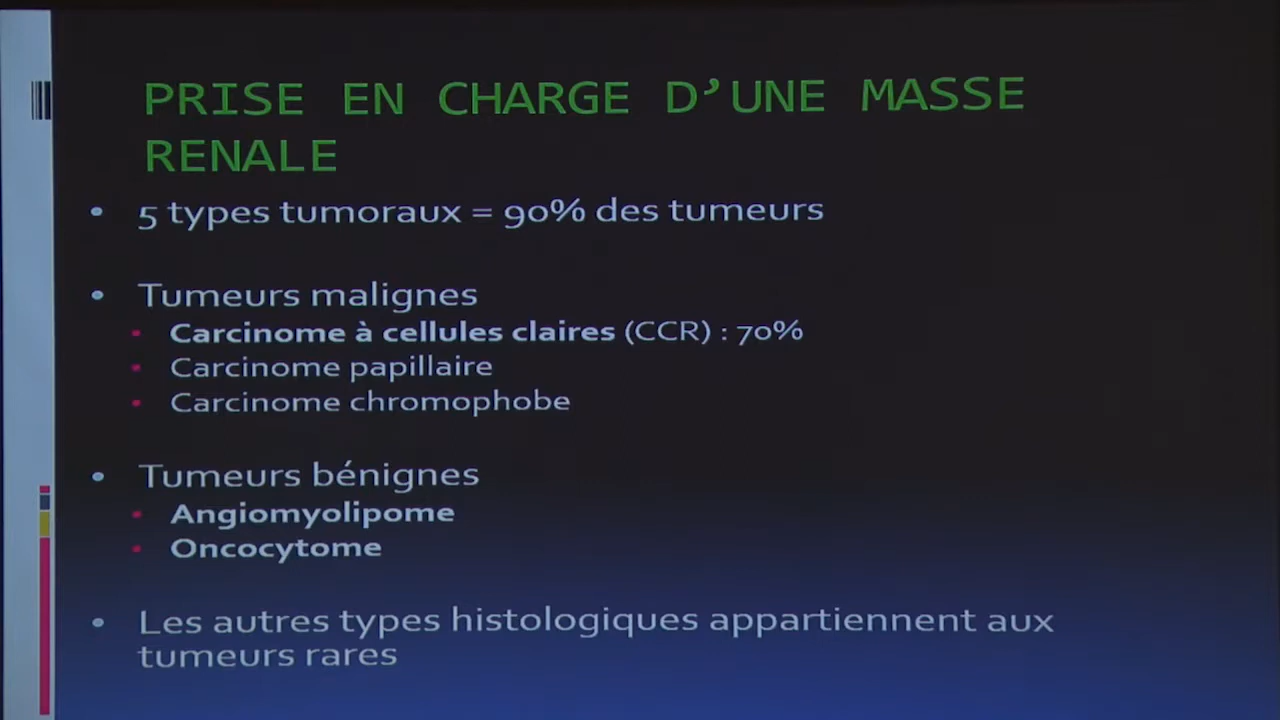 PRISE EN CHARGE D’UNE MASSE
RENALE
• 5 types tumoraux = 90% des tumeurs
• Tumeurs malignes
▪ Carcinome à cellules claires (CCR) : 70%
▪ Carcinome papillaire
▪ Carcinome chromophobe
• Tumeurs bénignes
▪ Angiomyolipome
▪ Oncocytome
• Les autres types histologiques appartiennent aux
tumeurs rares